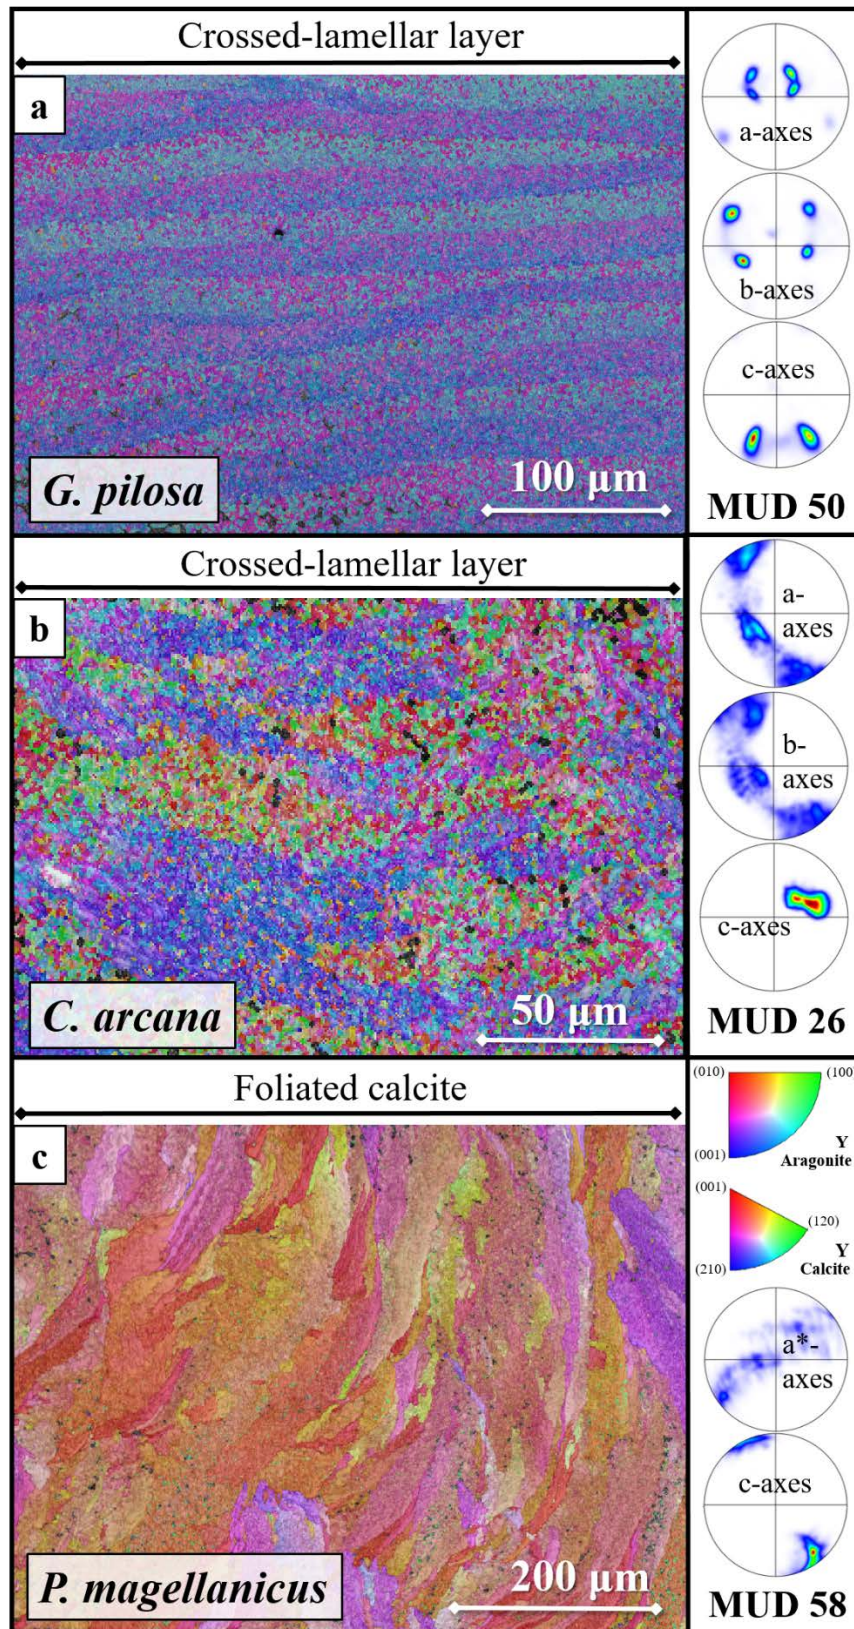 Crossed-lamellar layer
a
a-axes
b-axes
c-axes
G. pilosa
100 µm
MUD 50
Crossed-lamellar layer
b
a-
axes
b-
axes
c-axes
C. arcana
50 µm
MUD 26
Foliated calcite
c
(010)
(100)
(001)
Y
Aragonite
(001)
(120)
(210)
Y
Calcite
a*-
axes
c-axes
P. magellanicus
200 µm
MUD 58